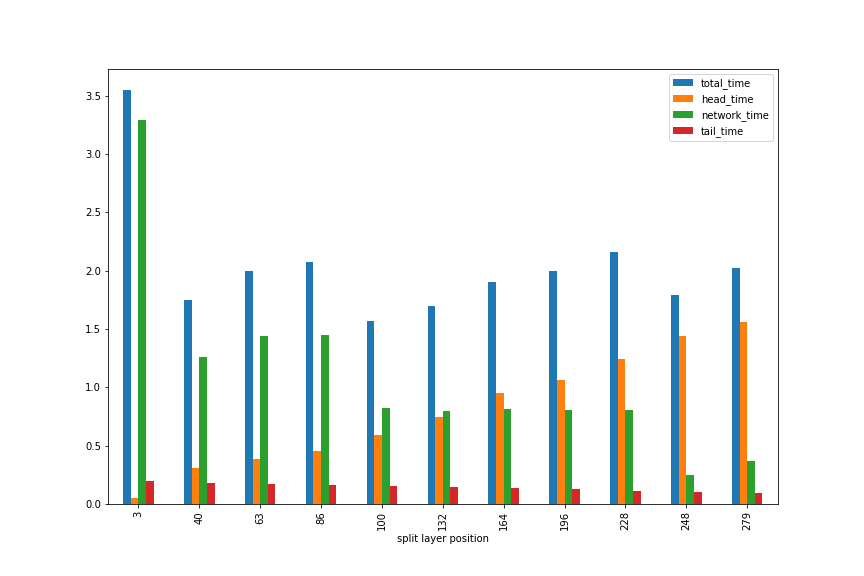 total_time
head_time
network_time
tail_time
3.5
3.0
2.5
2.0
1.5
1.0
0.5
0.0
3 40 63 86 100 132 164 196 228 248 279
split layer position